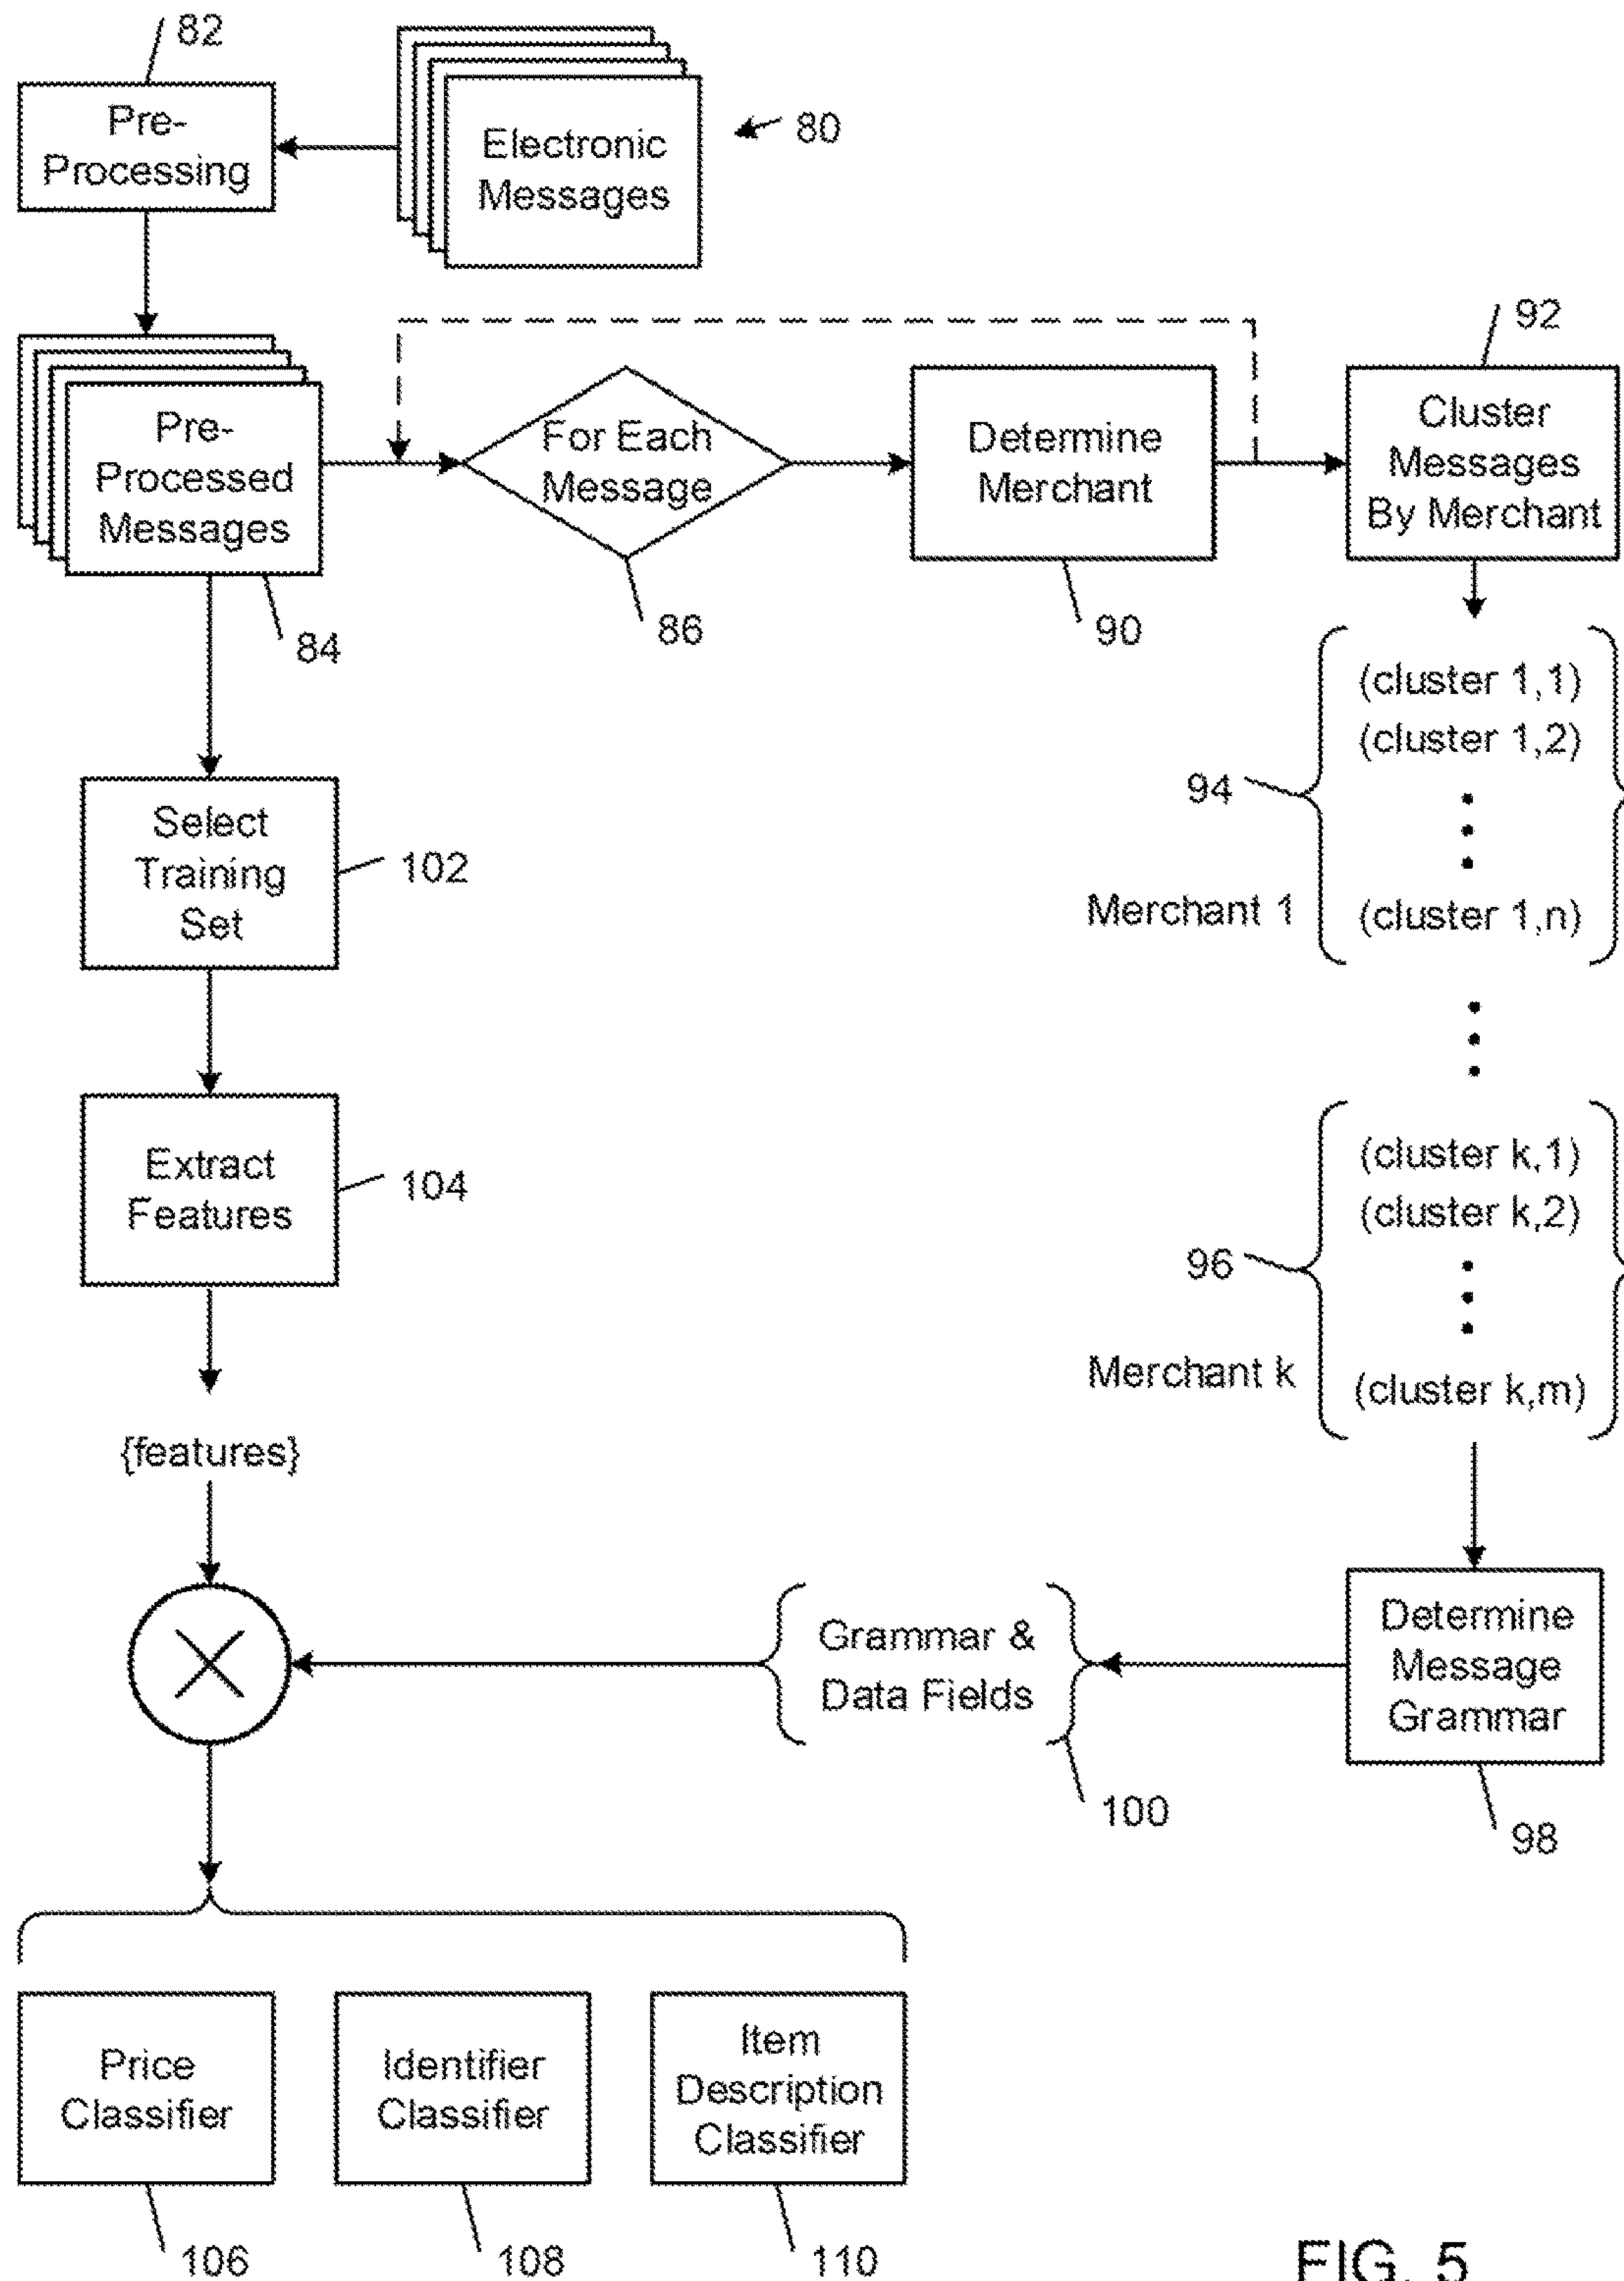 82
Pre-
Processing
Electronic
Messages
80
Pre-
Processed
Messages
84
For Each
Message
86
Determine
Merchant
90
92
Cluster
Messages
By Merchant
(cluster 1,1)
(cluster 1,2)
94
Merchant 1
(cluster 1,n)
Select
Training
Set
102
Extract
Features
104
(cluster k,1)
(cluster k,2)
96
Merchant k
(cluster k,m)
{features}
Grammar &
Data Fields
100
Determine
Message
Grammar
98
Price
Classifier
Identifier
Classifier
Item
Description
Classifier
106
108
110
FIG. 5